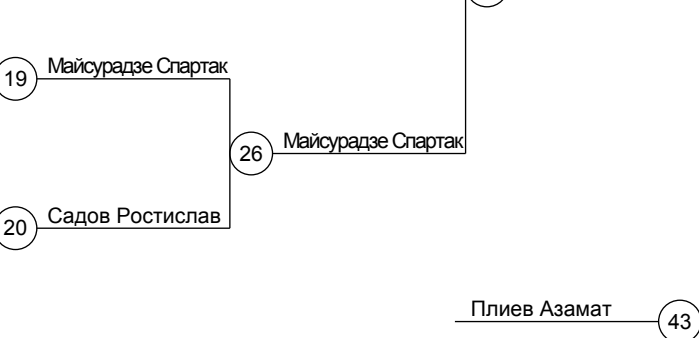 19 Майсурадзе Спартак
26 Майсурадзе Спартак
20 Садов Ростислав
Плиев Азамат 43